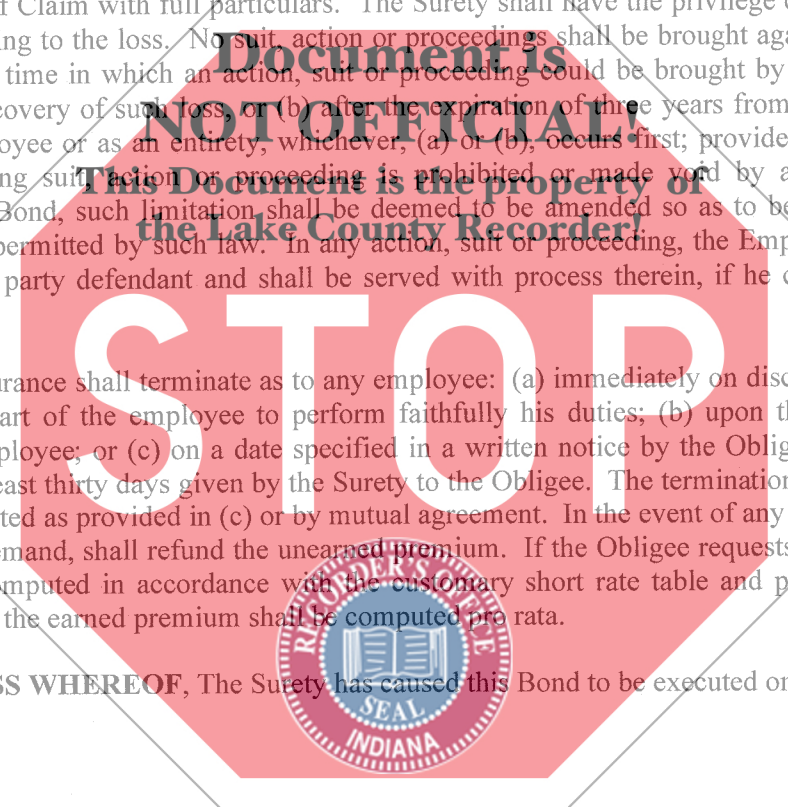 f Claim with full particulars. The Surety shall have the privilege
ing to the loss. No suit, action or proceedings shall be brought aga
Document is
time in which an action, suit or proceeding could be brought by
covery of such loss, or (b) after the expiration of three years from
NOT OFFICIAL!
oyee or as an entirety, whichever, (a) or (b), occurs first; provide
ng suit, action or proceeding is prohibited or made void by a
This Document is the property of
Bond, such limitation shall be deemed to be amended so as to be
the Lake County Recorder!
permitted by such law. In any action, suit or proceeding, the Emp
party defendant and shall be served with process therein, if he c
STOP
urance shall terminate as to any employee: (a) immediately on disc
art of the employee to perform faithfully his duties; (b) upon th
ployee; or (c) on a date specified in a written notice by the Oblig
east thirty days given by the Surety to the Obligee. The termination
ted as provided in (c) or by mutual agreement. In the event of any
emand, shall refund the unearned premium. If the Obligee requests
omputed in accordance with the customary short rate table and p
the earned premium shall be computed pro rata.
RECORDER'S OFFICE
SS WHEREOF, The Surety has caused this Bond to be executed on
SEAL
INDIANA